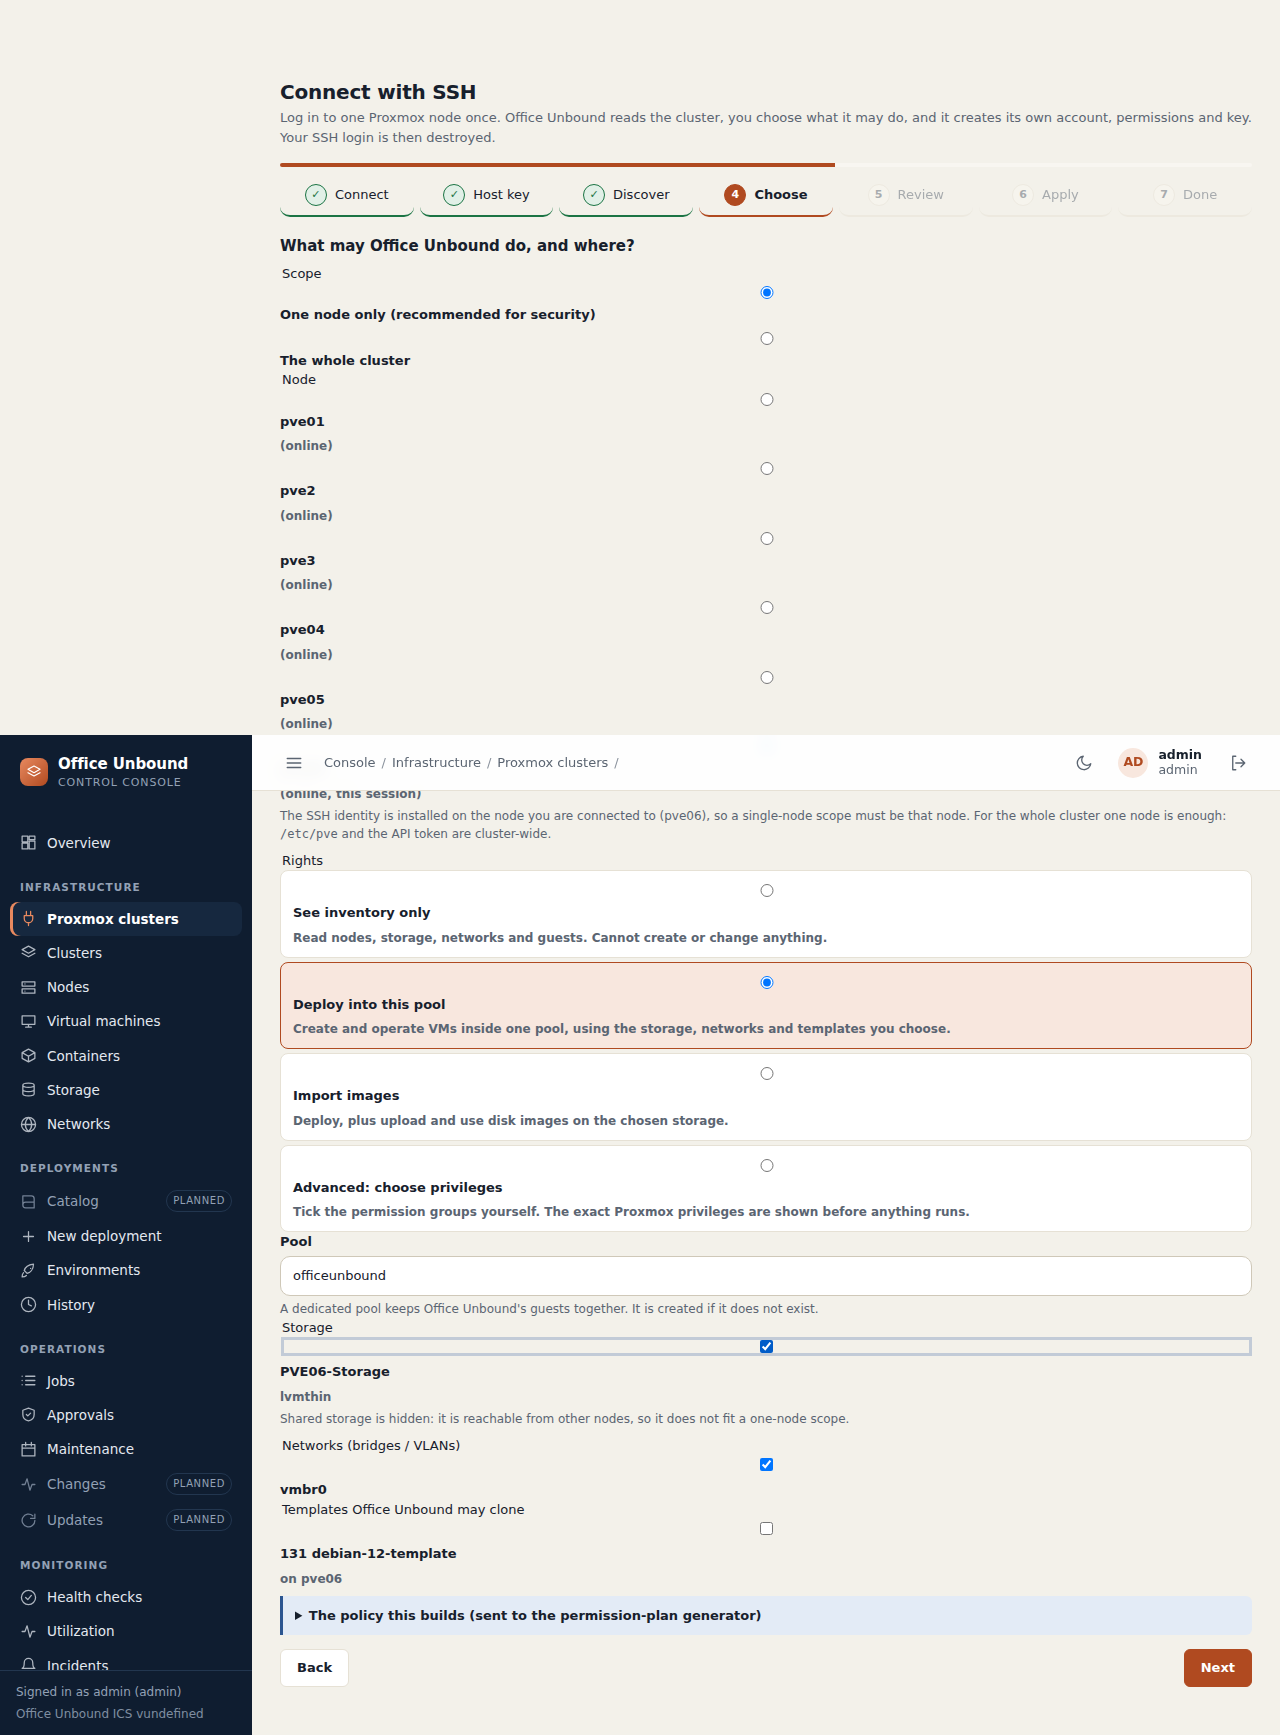 Connect with SSH
Log in to one Proxmox node once. Office Unbound reads the cluster, you choose what it may do, and it creates its own account, permissions and key.
Your SSH login is then destroyed.
✓ Connect
✓ Host key
✓ Discover
4 Choose
5 Review
6 Apply
7 Done
What may Office Unbound do, and where?
Scope
One node only (recommended for security)
The whole cluster
Node
pve01
(online)
pve2
(online)
pve3
(online)
pve04
(online)
pve05
(online)
Office Unbound
CONTROL CONSOLE
Console / Infrastructure / Proxmox clusters /
AD
admin
admin
(online, this session)
The SSH identity is installed on the node you are connected to (pve06), so a single-node scope must be that node. For the whole cluster one node is enough:
/etc/pve and the API token are cluster-wide.
Rights
See inventory only
Read nodes, storage, networks and guests. Cannot create or change anything.
Deploy into this pool
Create and operate VMs inside one pool, using the storage, networks and templates you choose.
Import images
Deploy, plus upload and use disk images on the chosen storage.
Advanced: choose privileges
Tick the permission groups yourself. The exact Proxmox privileges are shown before anything runs.
Pool
officeunbound
A dedicated pool keeps Office Unbound's guests together. It is created if it does not exist.
Storage
PVE06-Storage
lvmthin
Shared storage is hidden: it is reachable from other nodes, so it does not fit a one-node scope.
Networks (bridges / VLANs)
vmbr0
Templates Office Unbound may clone
131 debian-12-template
on pve06
The policy this builds (sent to the permission-plan generator)
Back
Next
Overview
INFRASTRUCTURE
Proxmox clusters
Clusters
Nodes
Virtual machines
Containers
Storage
Networks
DEPLOYMENTS
Catalog PLANNED
New deployment
Environments
History
OPERATIONS
Jobs
Approvals
Maintenance
Changes PLANNED
Updates PLANNED
MONITORING
Health checks
Utilization
Incidents
Signed in as admin (admin)
Office Unbound ICS vundefined